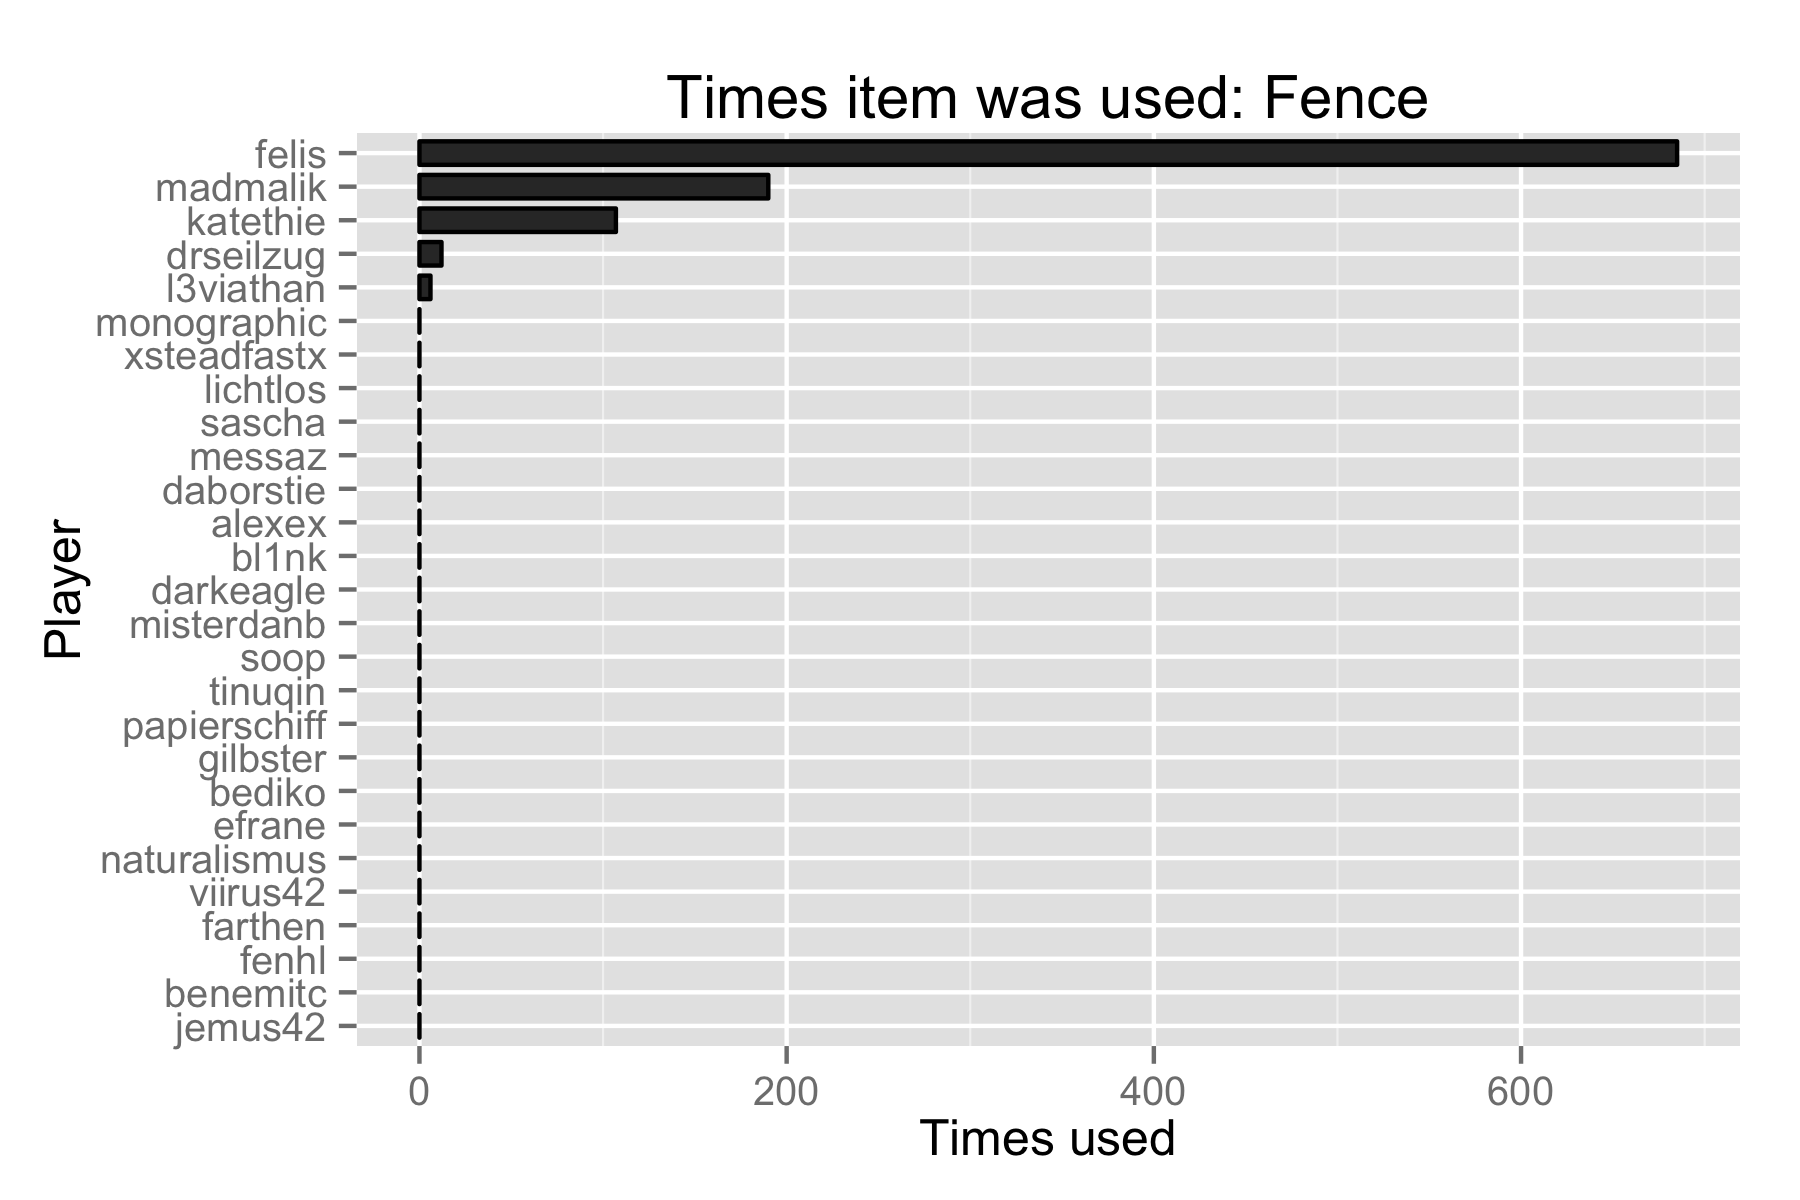 Times item was used: Fence
felis
madmalik
katethie
drseilzug
l3viathan
monographic
xsteadfastx
lichtlos
sascha
messaz
daborstie
alexex
bl1nk
darkeagle
misterdanb
soop
tinuqin
papierschiff
gilbster
bediko
efrane
naturalismus
viirus42
farthen
fenhl
benemitc
jemus42
Player
0 200 400 600
Times used